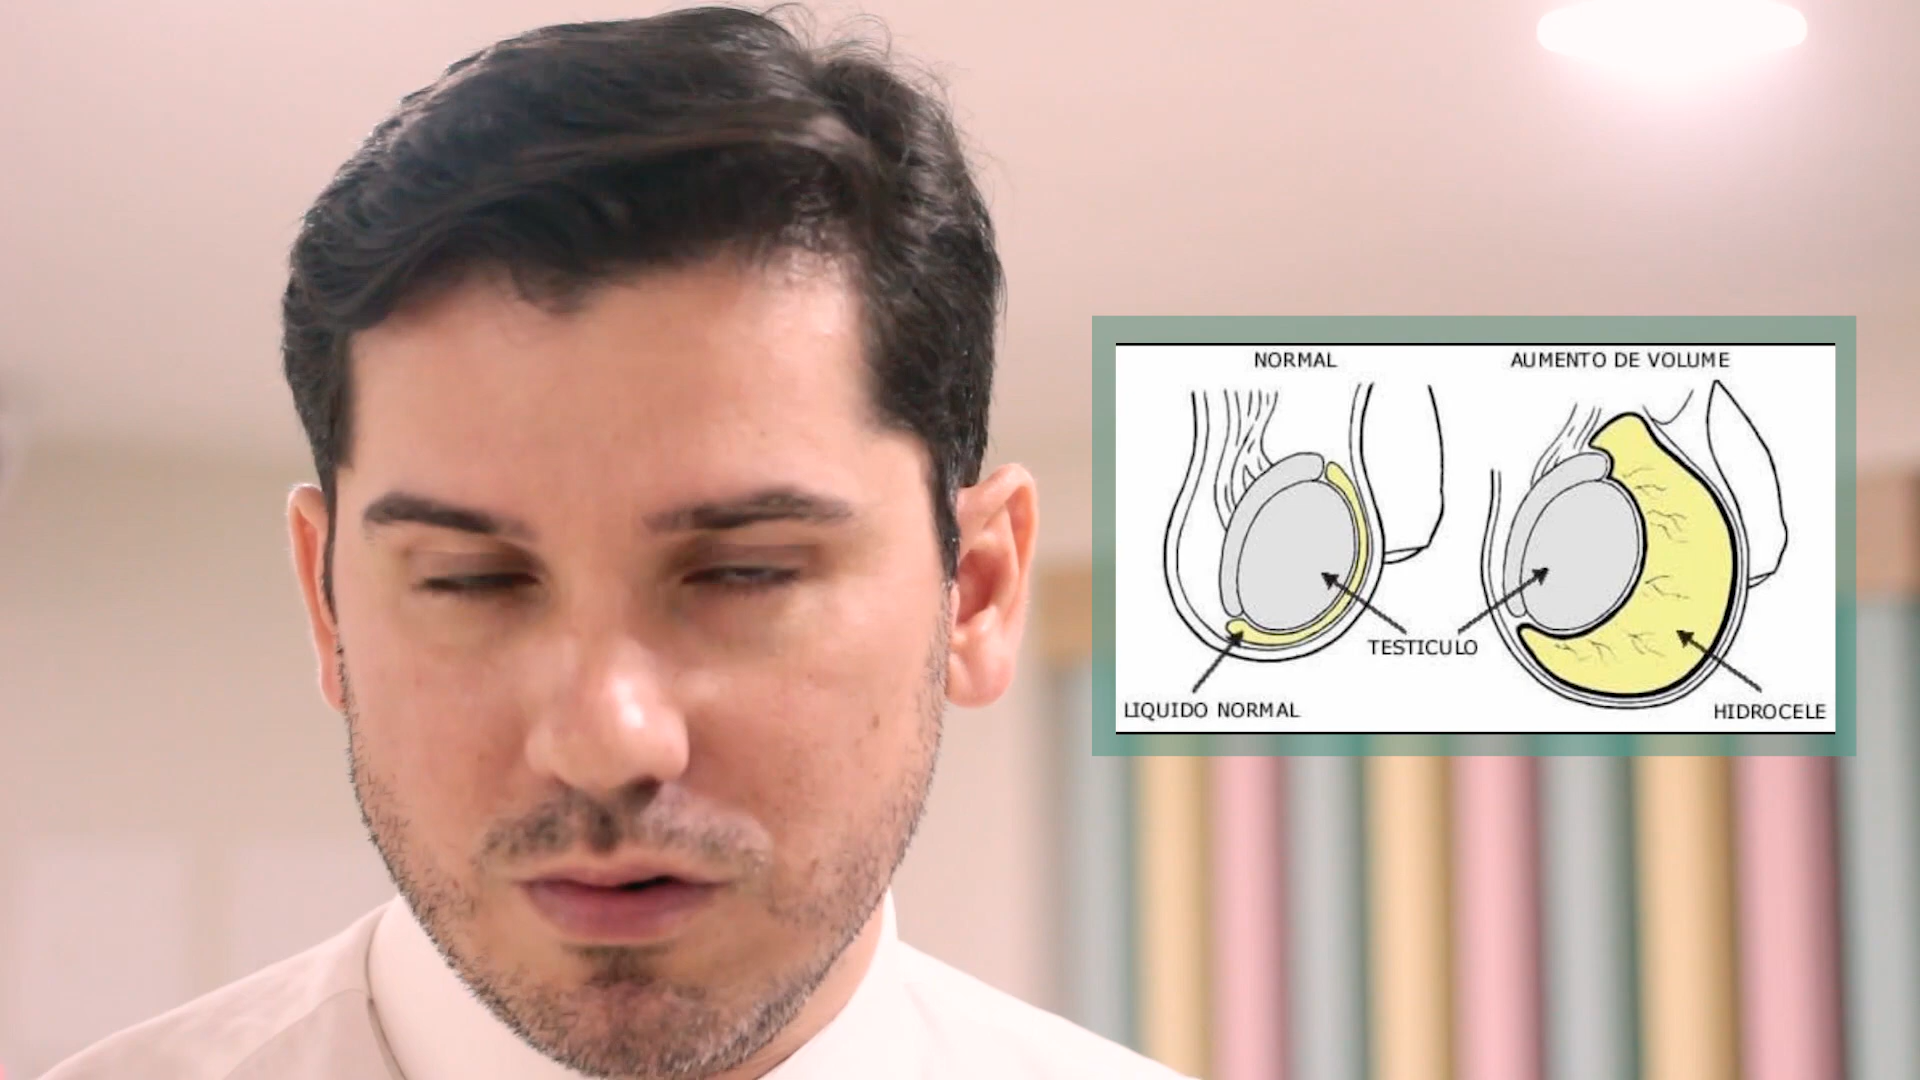 NORMAL
AUMENTO DE VOLUME
TESTICULO
LIQUIDO NORMAL
HIDROCELE